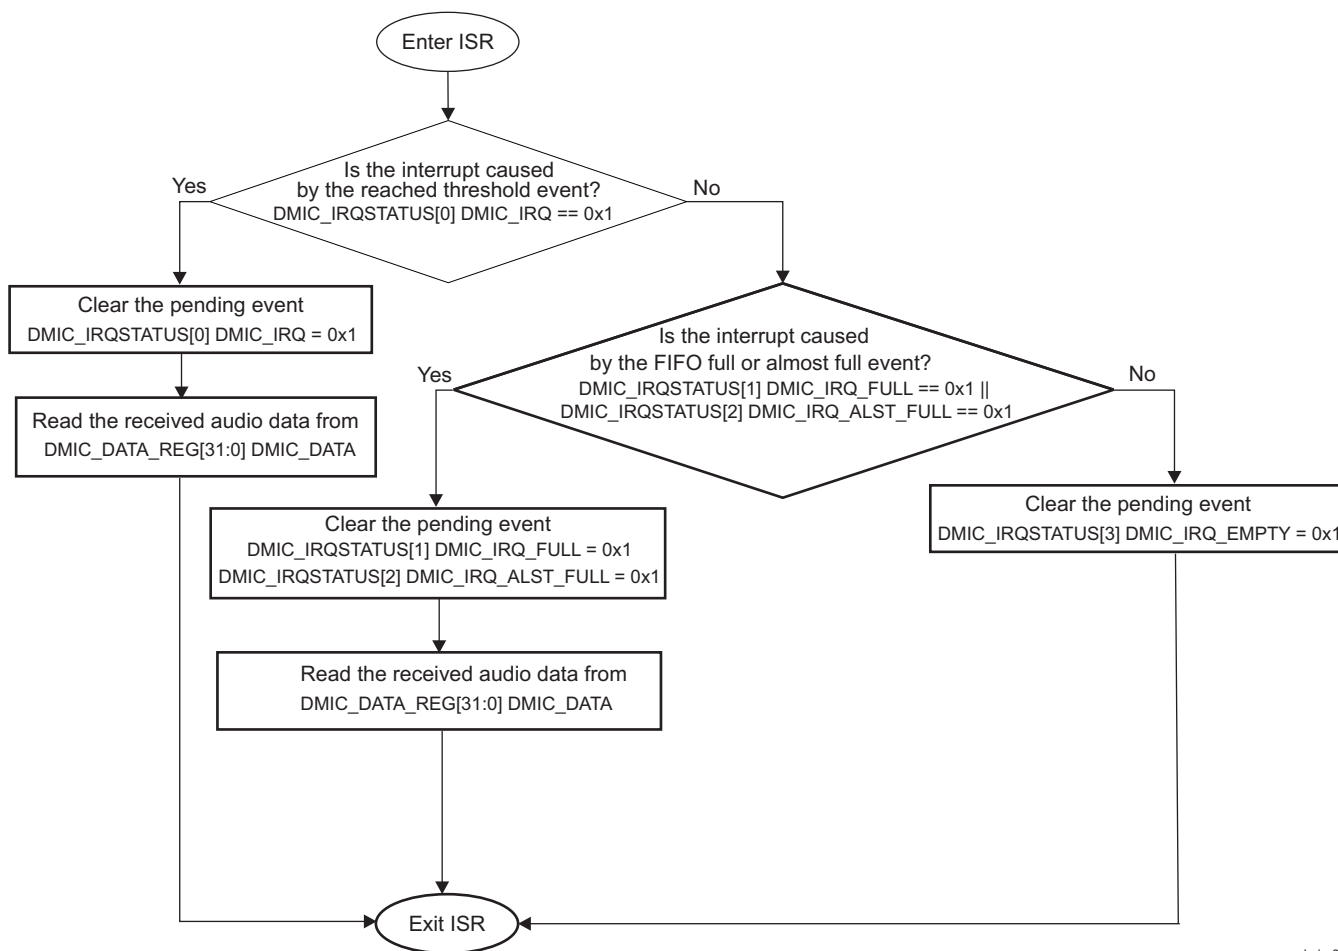 Enter ISR
Is the interrupt caused
by the reached threshold event?
DMIC_IRQSTATUS[0] DMIC_IRQ == 0x1
Yes
No
Clear the pending event
DMIC_IRQSTATUS[0] DMIC_IRQ = 0x1
Read the received audio data from
DMIC_DATA_REG[31:0] DMIC_DATA
Is the interrupt caused
by the FIFO full or almost full event?
DMIC_IRQSTATUS[1] DMIC_IRQ_FULL == 0x1 ||
DMIC_IRQSTATUS[2] DMIC_IRQ_ALST_FULL == 0x1
Yes
No
Clear the pending event
DMIC_IRQSTATUS[1] DMIC_IRQ_FULL = 0x1
DMIC_IRQSTATUS[2] DMIC_IRQ_ALST_FULL = 0x1
Read the received audio data from
DMIC_DATA_REG[31:0] DMIC_DATA
Clear the pending event
DMIC_IRQSTATUS[3] DMIC_IRQ_EMPTY = 0x1
Exit ISR